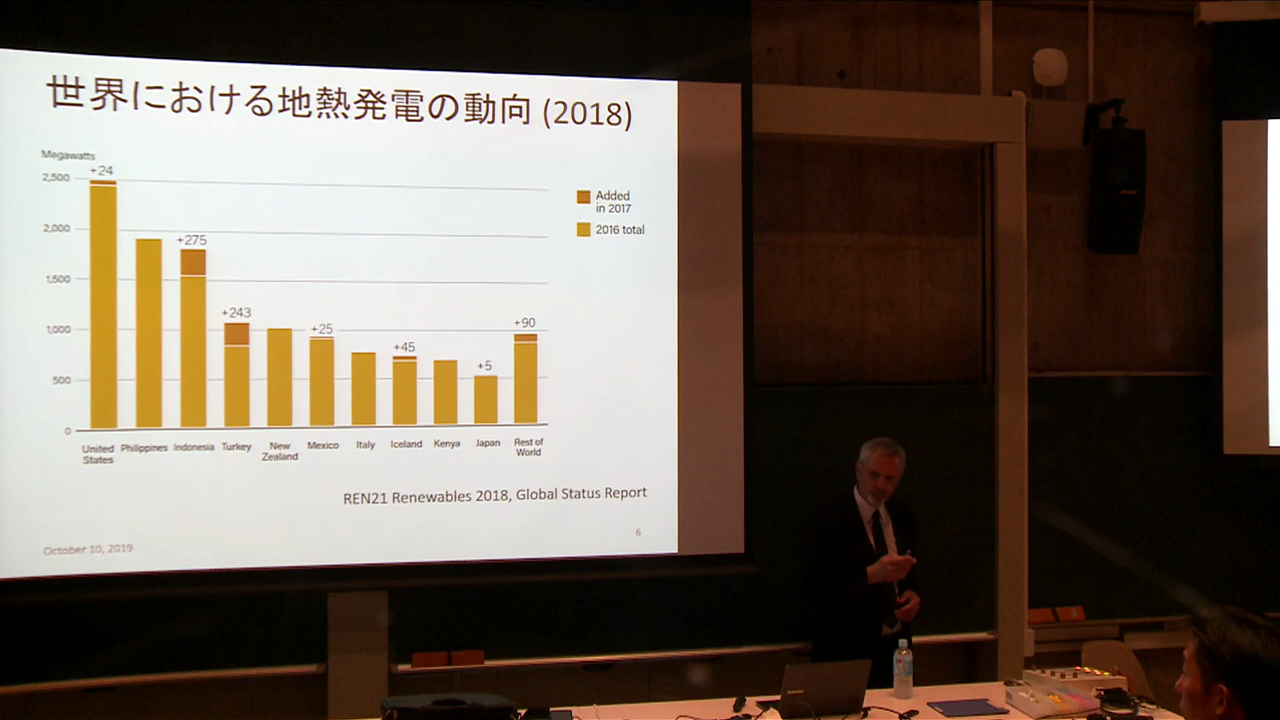 世界における地熱発電の動向 (2018)
Megawatts
2,500
2,000
1,500
1,000
500
0
+24
+275
+243
+25
+45
+5
+90
Added
in 2017
2016 total
United
States
Philippines
Indonesia
Turkey
New
Zealand
Mexico
Italy
Iceland
Kenya
Japan
Rest of
World
REN21 Renewables 2018, Global Status Report
October 10, 2019
6
SAMSUNG